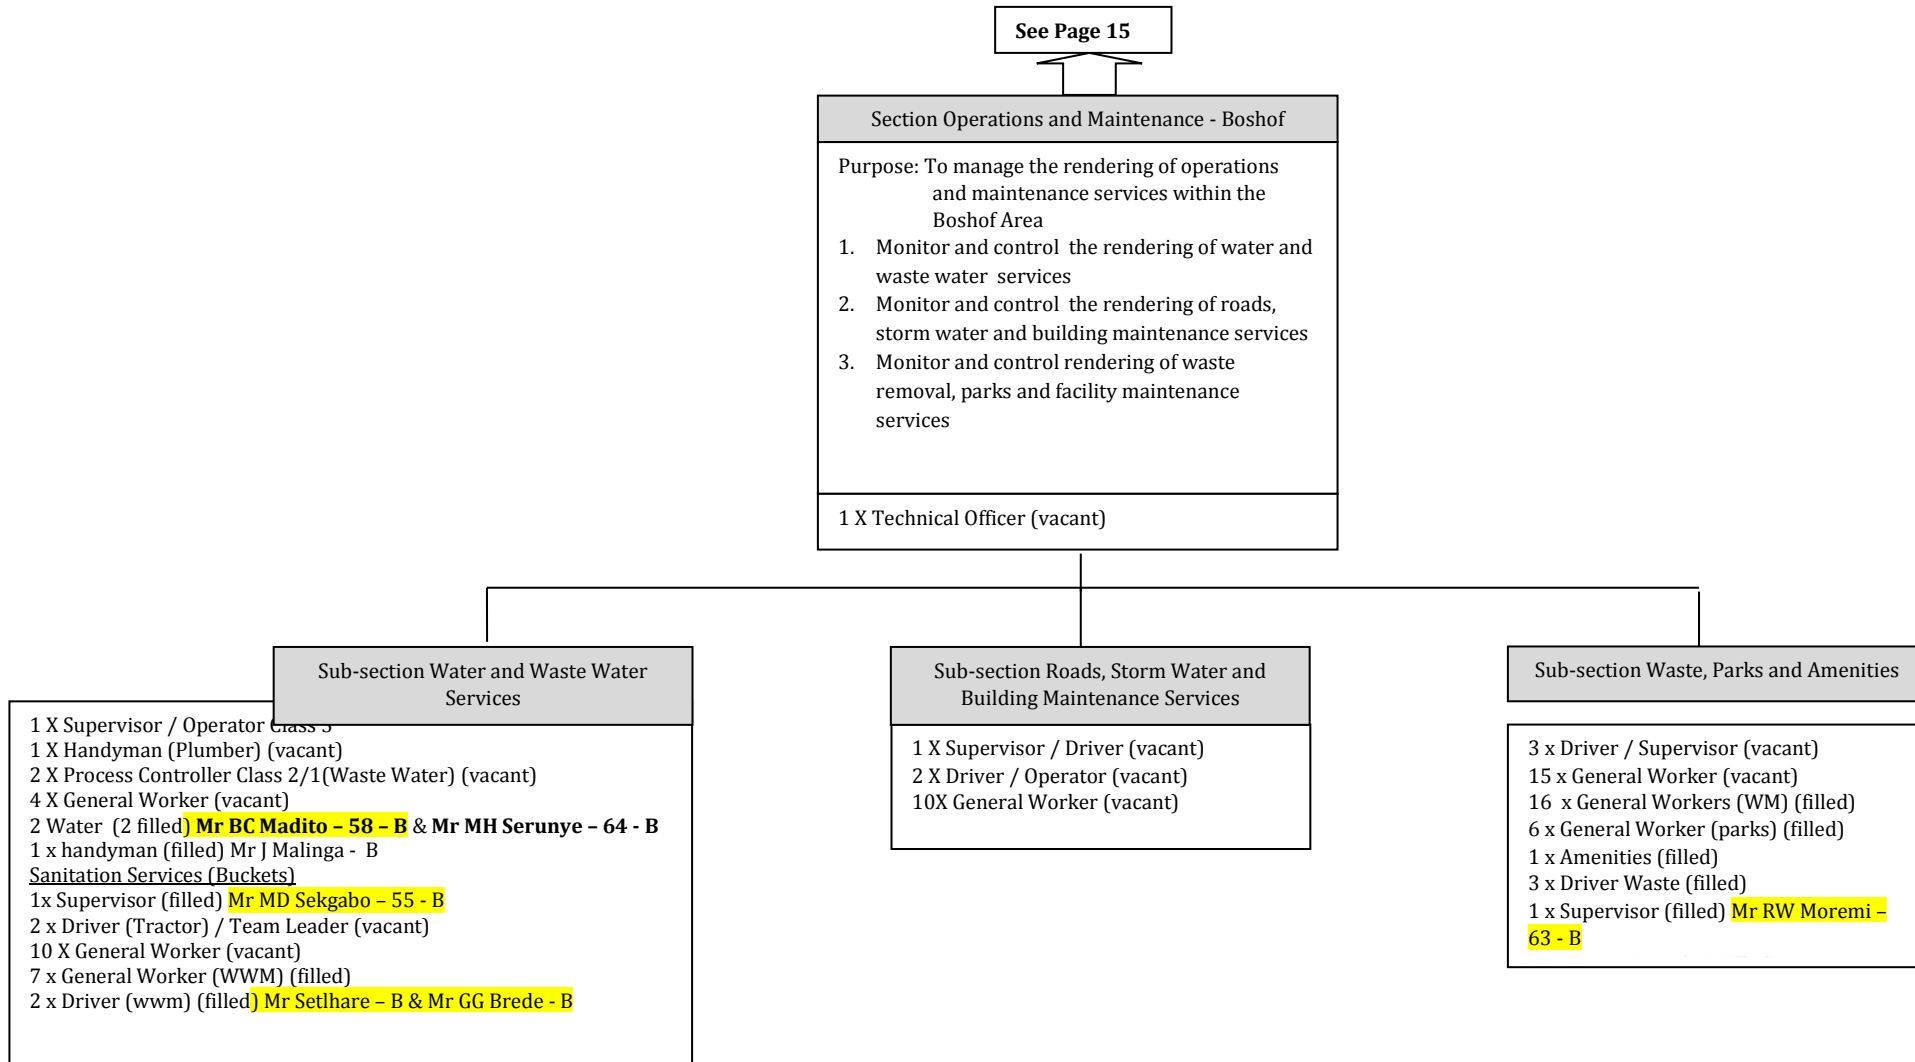 See Page 15
Section Operations and Maintenance - Boshof
Purpose: To manage the rendering of operations
and maintenance services within the
Boshof Area
1. Monitor and control the rendering of water and
waste water services
2. Monitor and control the rendering of roads,
storm water and building maintenance services
3. Monitor and control rendering of waste
removal, parks and facility maintenance
services
1 X Technical Officer (vacant)
Sub-section Water and Waste Water
Services
1 X Supervisor / Operator Class 3
1 X Handyman (Plumber) (vacant)
2 X Process Controller Class 2/1(Waste Water) (vacant)
4 X General Worker (vacant)
2 Water (2 filled) Mr BC Madito – 58 – B & Mr MH Serunye – 64 - B
1 x handyman (filled) Mr J Malinga - B
Sanitation Services (Buckets)
1x Supervisor (filled) Mr MD Sekgabo – 55 - B
2 x Driver (Tractor) / Team Leader (vacant)
10 X General Worker (vacant)
7 x General Worker (WWM) (filled)
2 x Driver (wwm) (filled) Mr Setlhare – B & Mr GG Brede - B
Sub-section Roads, Storm Water and
Building Maintenance Services
1 X Supervisor / Driver (vacant)
2 X Driver / Operator (vacant)
10X General Worker (vacant)
Sub-section Waste, Parks and Amenities
3 x Driver / Supervisor (vacant)
15 x General Worker (vacant)
16 x General Workers (WM) (filled)
6 x General Worker (parks) (filled)
1 x Amenities (filled)
3 x Driver Waste (filled)
1 x Supervisor (filled) Mr RW Moremi –
63 - B